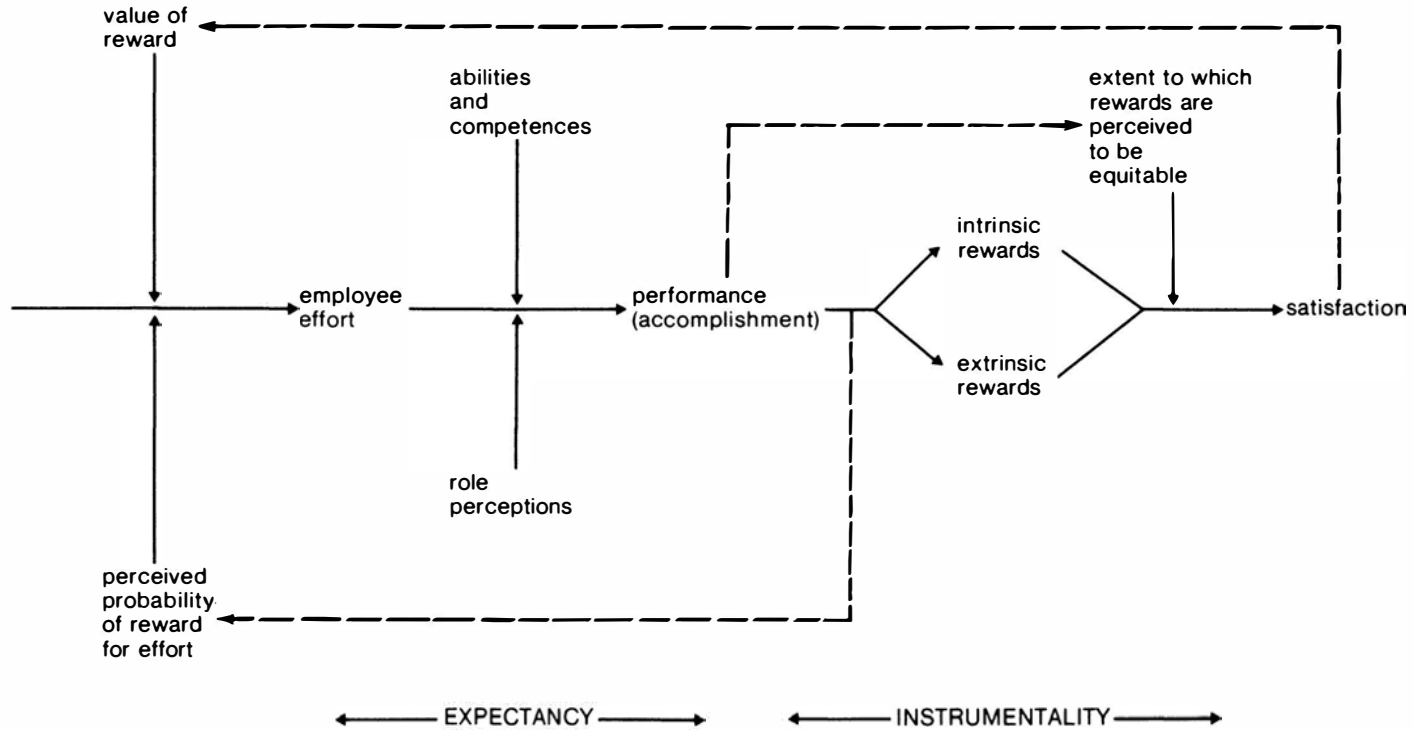 value of
reward
abilities
and
competences
extent to which
rewards are
perceived
to be
equitable
intrinsic
rewards
employee
effort
performance
(accomplishment)
satisfaction
extrinsic
rewards
role
perceptions
perceived
probability
of reward
for effort
EXPECTANCY
INSTRUMENTALITY